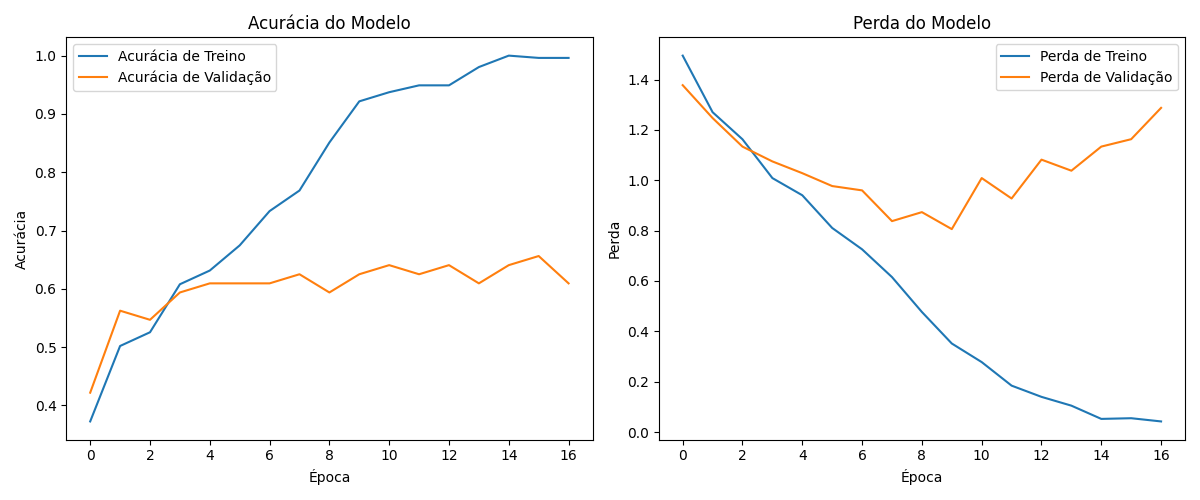 Acurácia do Modelo
Acurácia de Treino
Acurácia de Validação
1.0
0.9
0.8
0.7
0.6
0.5
0.4
Acurácia
0 2 4 6 8 10 12 14 16
Época
Perda do Modelo
Perda de Treino
Perda de Validação
1.4
1.2
1.0
0.8
0.6
0.4
0.2
0.0
Perda
0 2 4 6 8 10 12 14 16
Época